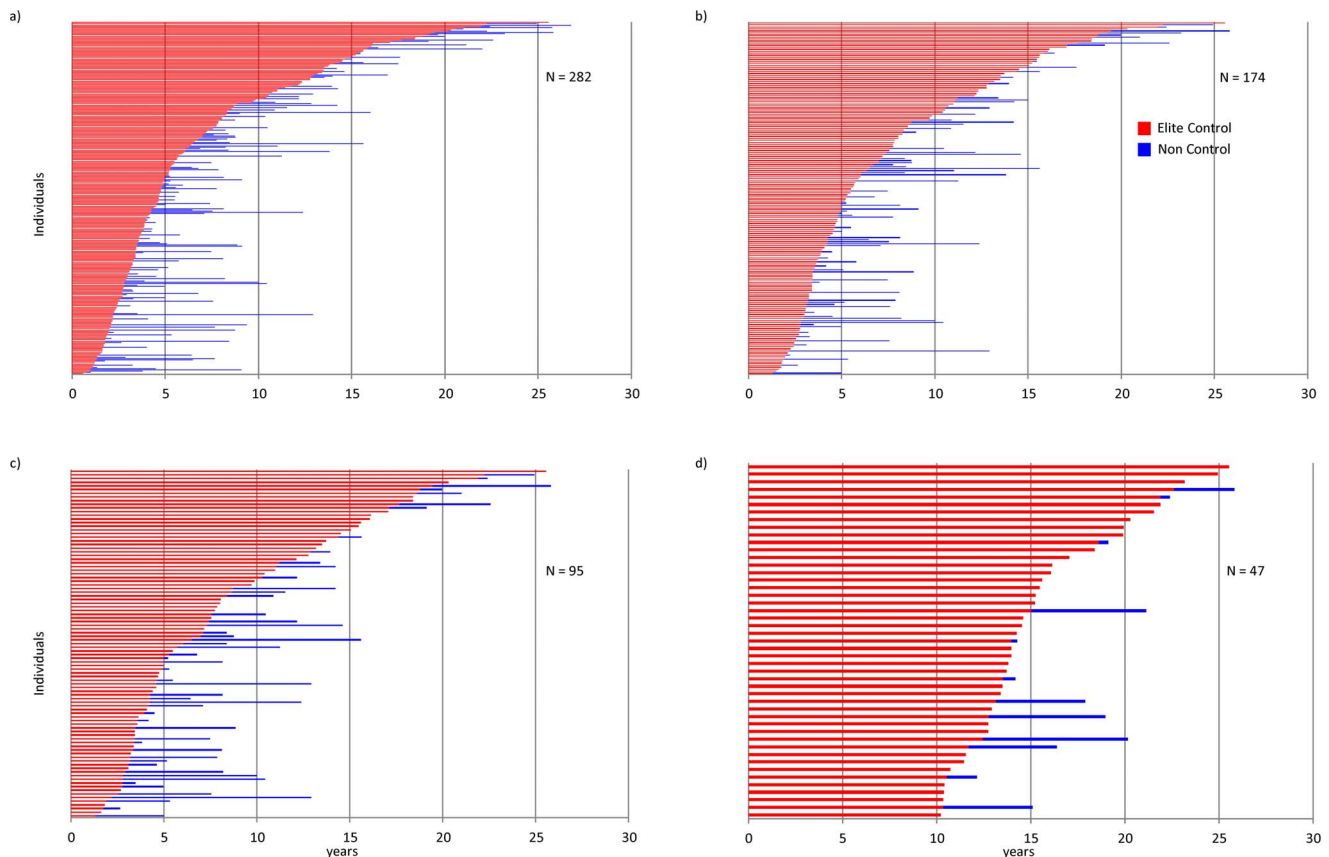 a)
N = 282
Individuals
0 5 10 15 20 25 30
b)
N = 174
Elite Control
Non Control
0 5 10 15 20 25 30
c)
N = 95
Individuals
0 5 10 15 20 25 30
years
d)
N = 47
0 5 10 15 20 25 30
years